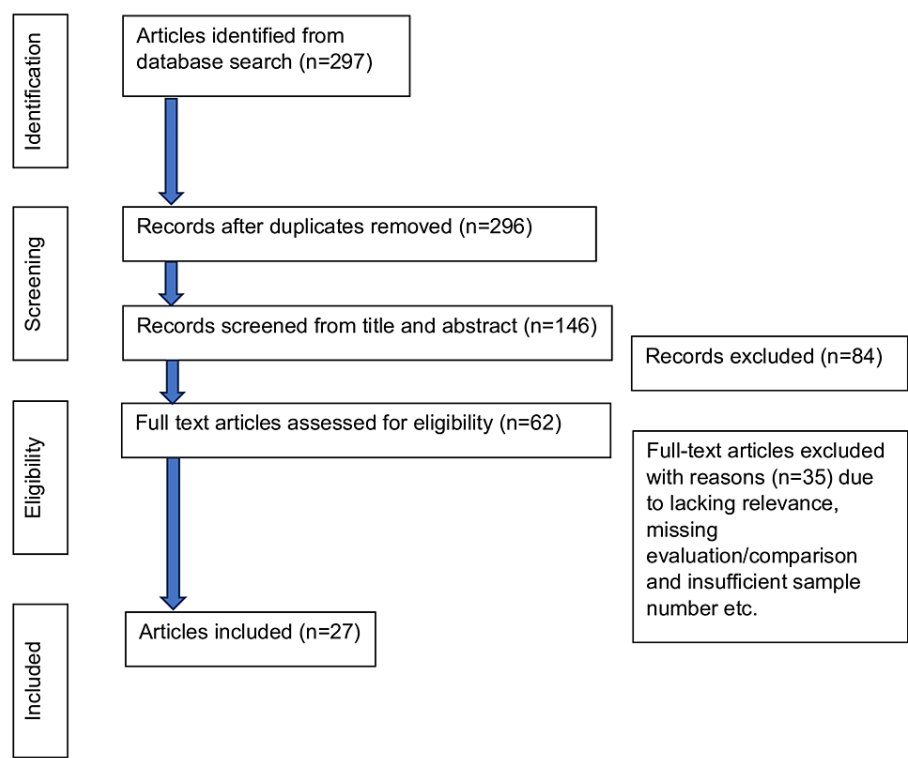 Identification
Articles identified from
database search (n=297)
Screening
Records after duplicates removed (n=296)
Records screened from title and abstract (n=146)
Records excluded (n=84)
Eligibility
Full text articles assessed for eligibility (n=62)
Full-text articles excluded
with reasons (n=35) due
to lacking relevance,
missing
evaluation/comparison
and insufficient sample
number etc.
Included
Articles included (n=27)